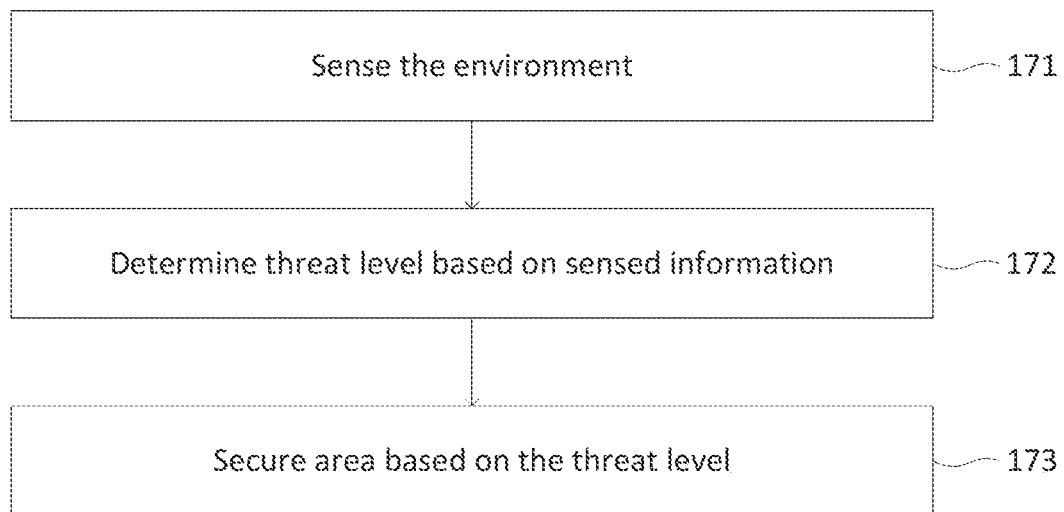 Sense the environment
171
Determine threat level based on sensed information
172
Secure area based on the threat level
173